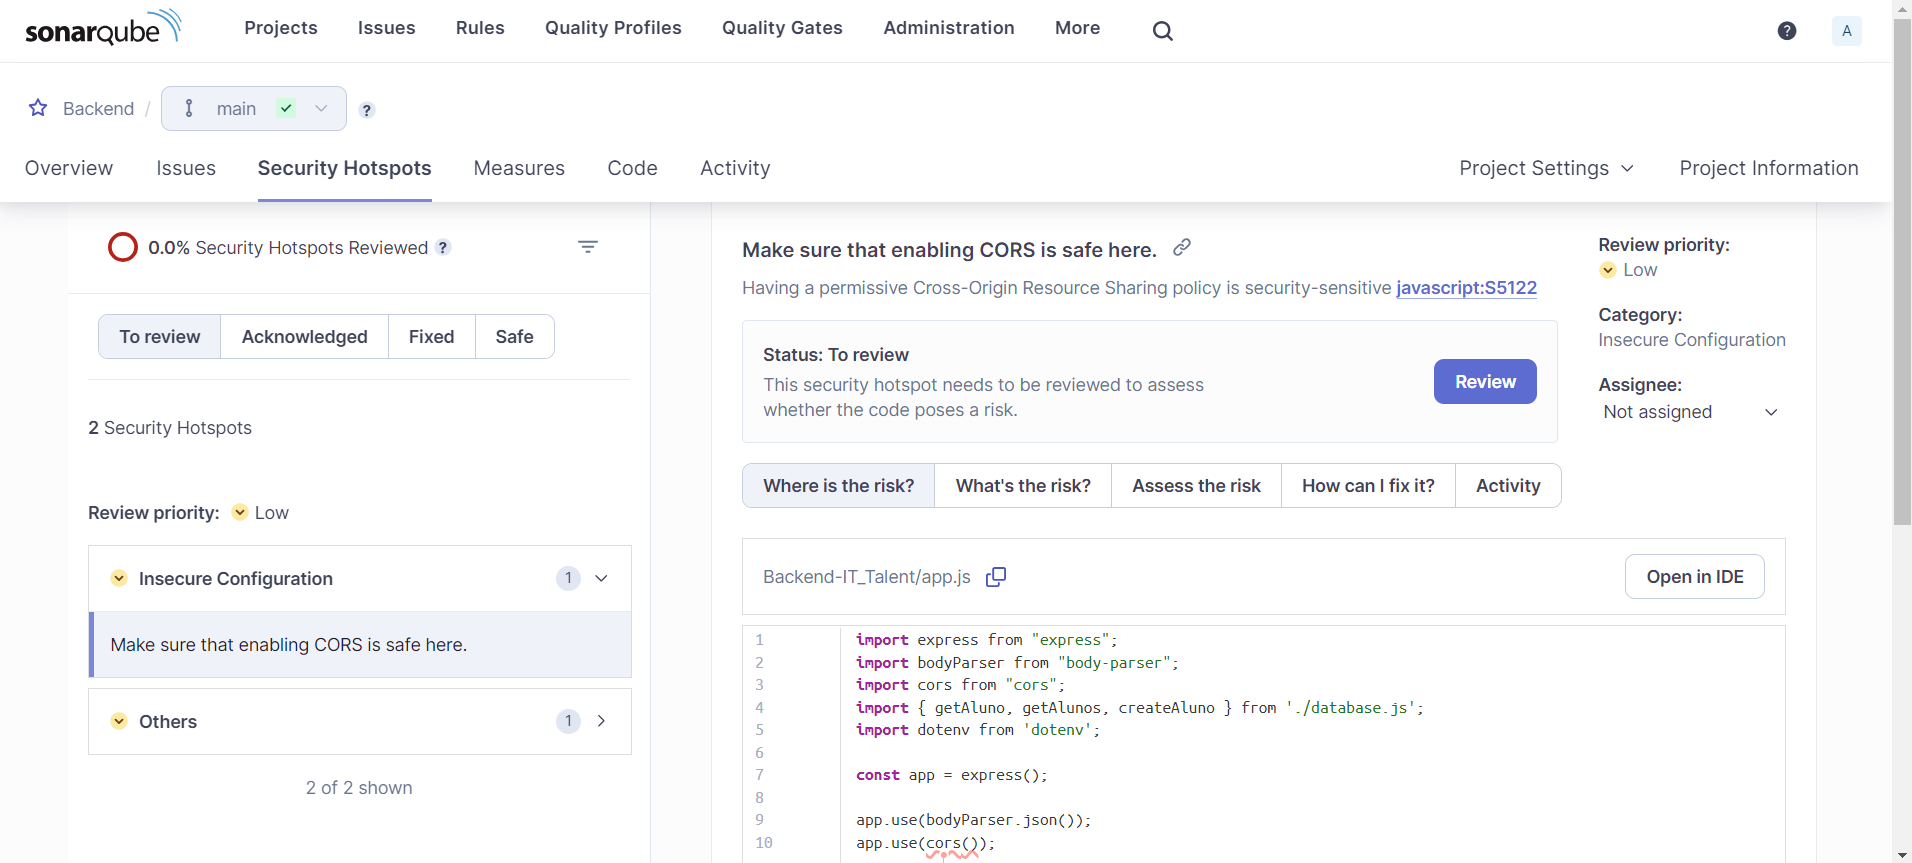 sonarqube Projects Issues Rules Quality Profiles Quality Gates Administration More ? A
Backend / main ?
Overview Issues Security Hotspots Measures Code Activity Project Settings Project Information
0.0% Security Hotspots Reviewed ?
To review Acknowledged Fixed Safe
2 Security Hotspots
Review priority: Low
Insecure Configuration 1
Make sure that enabling CORS is safe here.
Others 1
2 of 2 shown
Make sure that enabling CORS is safe here.
Having a permissive Cross-Origin Resource Sharing policy is security-sensitive javascript:S5122
Status: To review
This security hotspot needs to be reviewed to assess
whether the code poses a risk.
Review
Review priority:
Low
Category:
Insecure Configuration
Assignee:
Not assigned
Where is the risk? What's the risk? Assess the risk How can I fix it? Activity
Backend-IT_Talent/app.js Open in IDE
1 import express from "express";
2 import bodyParser from "body-parser";
3 import cors from "cors";
4 import { getAluno, getAlunos, createAluno } from './database.js';
5 import dotenv from 'dotenv';
6
7 const app = express();
8
9 app.use(bodyParser.json());
10 app.use(cors());